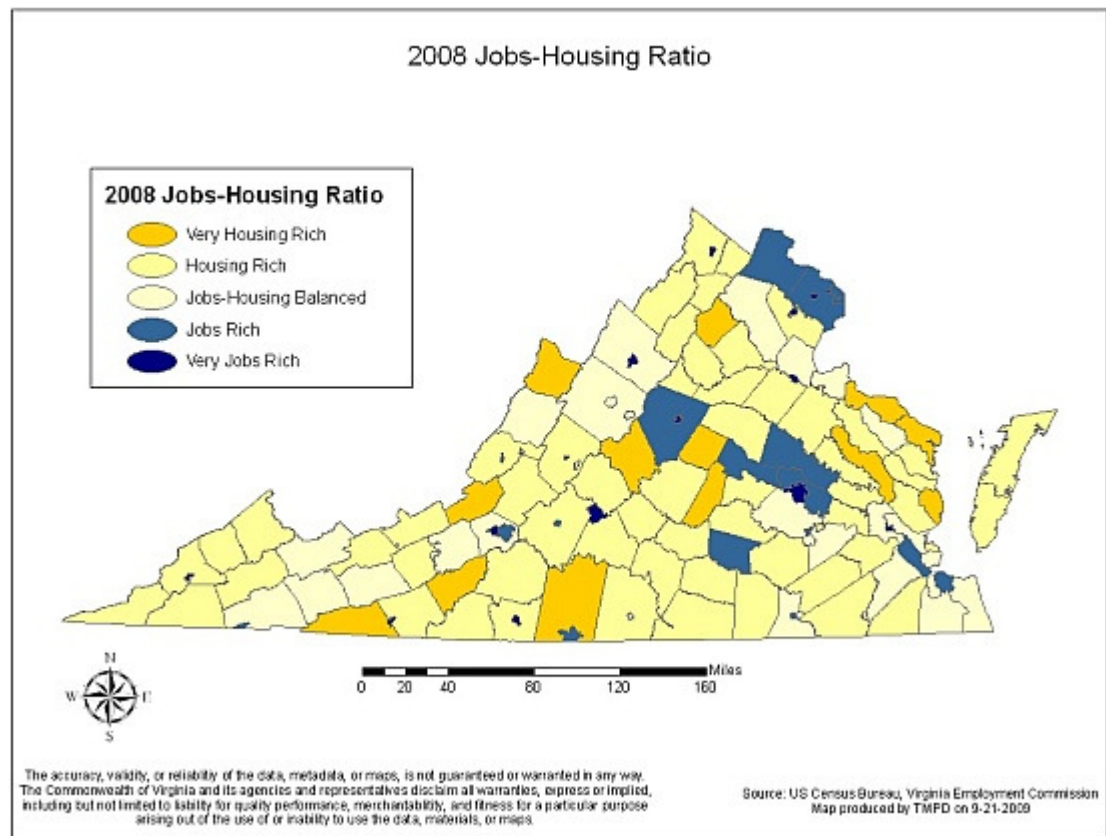 2008 Jobs-Housing Ratio
2008 Jobs-Housing Ratio
Very Housing Rich
Housing Rich
Jobs-Housing Balanced
Jobs Rich
Very Jobs Rich
N
W E
S
Miles
0 10 20 40 80 120 160
The accuracy, validity, or reliabitiy of the data, metadata, or maps, is not guaranteed or warranted in any way.
The Commonwealth of Virginia and its agencies and representatives disclaim all warranties, express or implied,
including but not limited to liability for quality performance, merchantability, and fitness for a particular purpose
arising out of the use of or inability to use the data, materials, or maps.
Source: US Census Bureau, Virginia Employment Commission
Map produced by TMPD on 9-21-2009